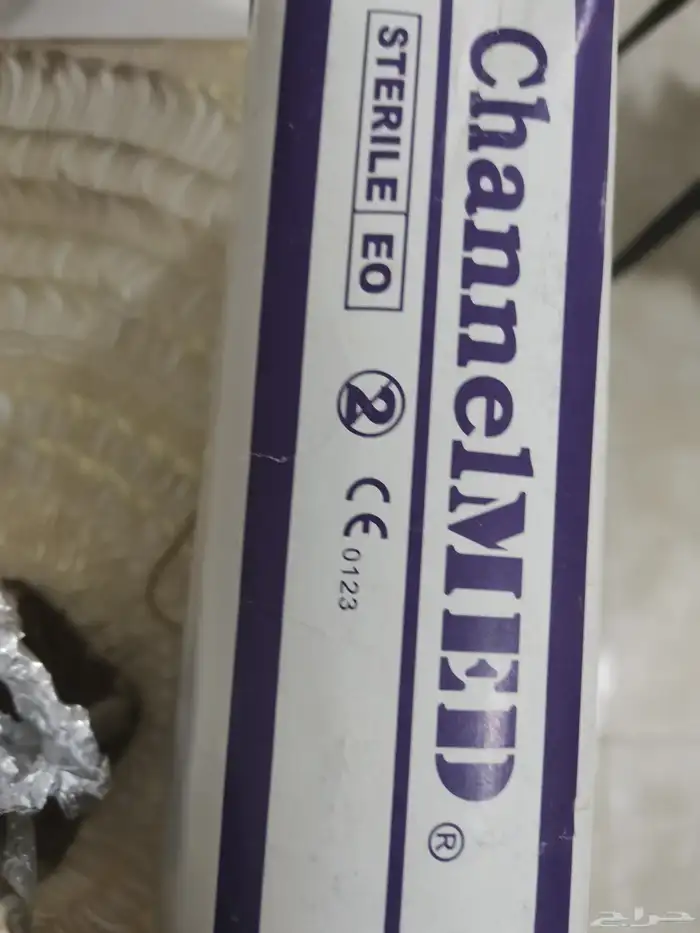 ChannelMED ®
STERILE EO
2
CE 0123
حراج